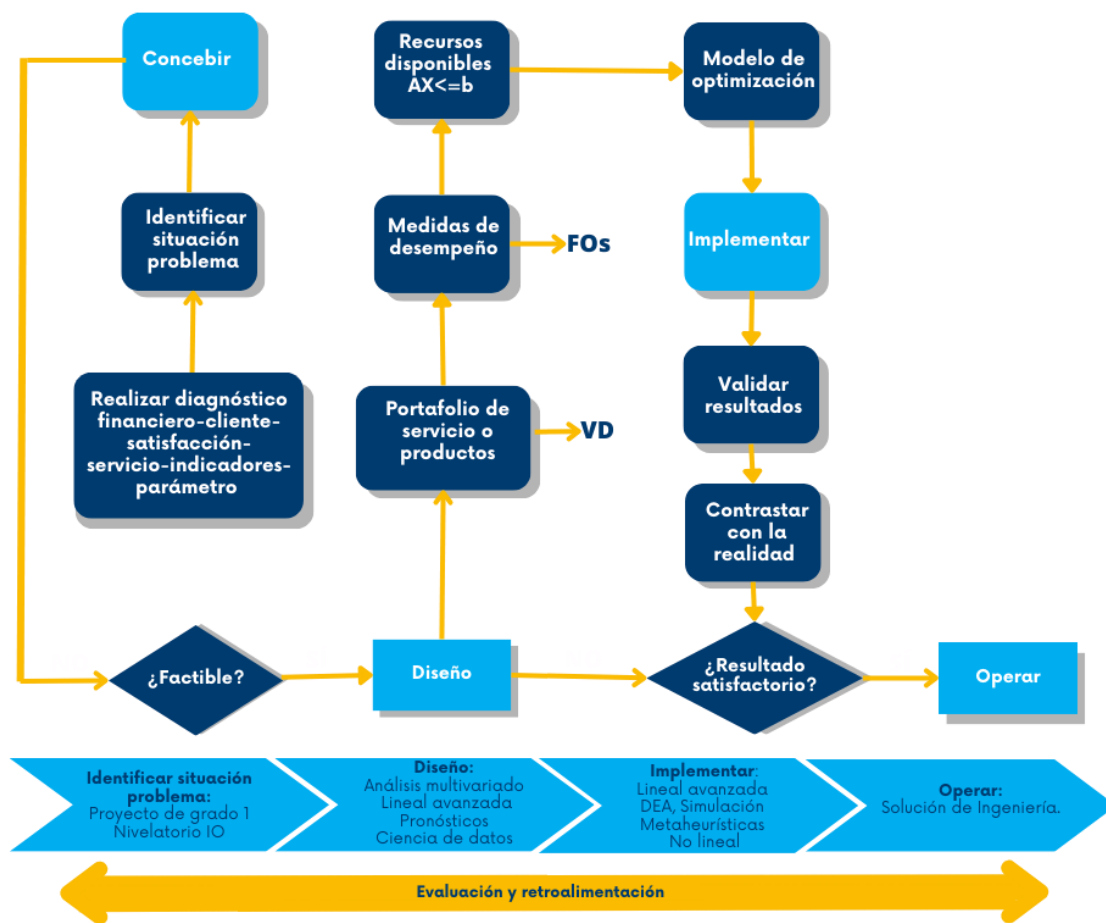 Concebir
Identificar
situación
problema
Realizar diagnóstico
financiero-cliente-
satisfacción-
servicio-indicadores-
parámetro
Recursos
disponibles
AX<=b
Medidas de
desempeño
FOs
Portafolio de
servicio o
productos
VD
Modelo de
optimización
Implementar
Validar
resultados
Contrastar
con la
realidad
¿Factible?
Diseño
¿Resultado
satisfactorio?
Operar
Identificar situación
problema:
Proyecto de grado 1
Nivelatorio IO
Diseño:
Análisis multivariado
Lineal avanzada
Pronósticos
Ciencia de datos
Implementar:
Lineal avanzada
DEA, Simulación
Metaheurísticas
No lineal
Operar:
Solución de Ingeniería.
Evaluación y retroalimentación